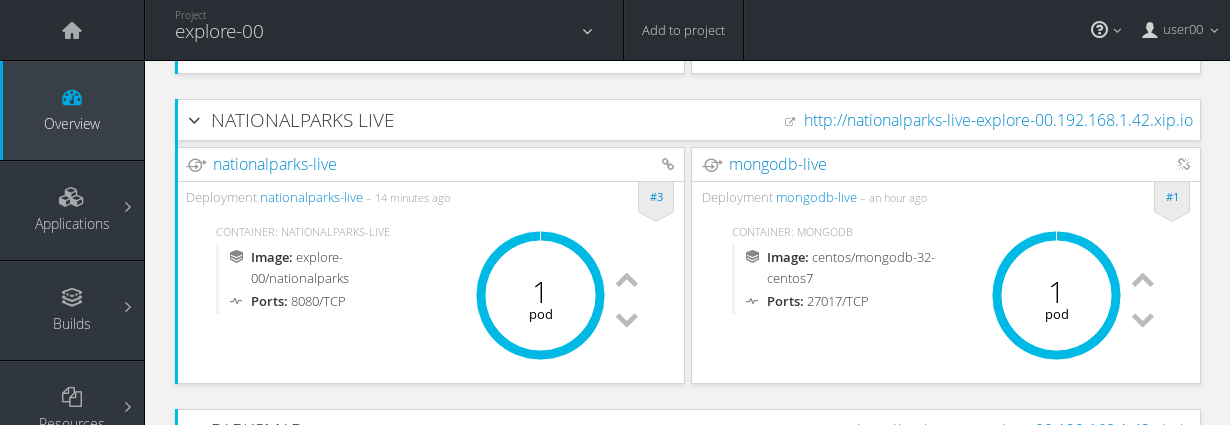 Project
explore-00
Add to project
user00
Overview
Applications
Builds
Resources
NATIONALPARKS LIVE
http://nationalparks-live-explore-00.192.168.1.42.xip.io
nationalparks-live
Deployment nationalparks-live – 14 minutes ago
#3
CONTAINER: NATIONALPARKS-LIVE
Image: explore-
00/nationalparks
Ports: 8080/TCP
1
pod
mongodb-live
Deployment mongodb-live – an hour ago
#1
CONTAINER: MONGODB
Image: centos/mongodb-32-
centos7
Ports: 27017/TCP
1
pod